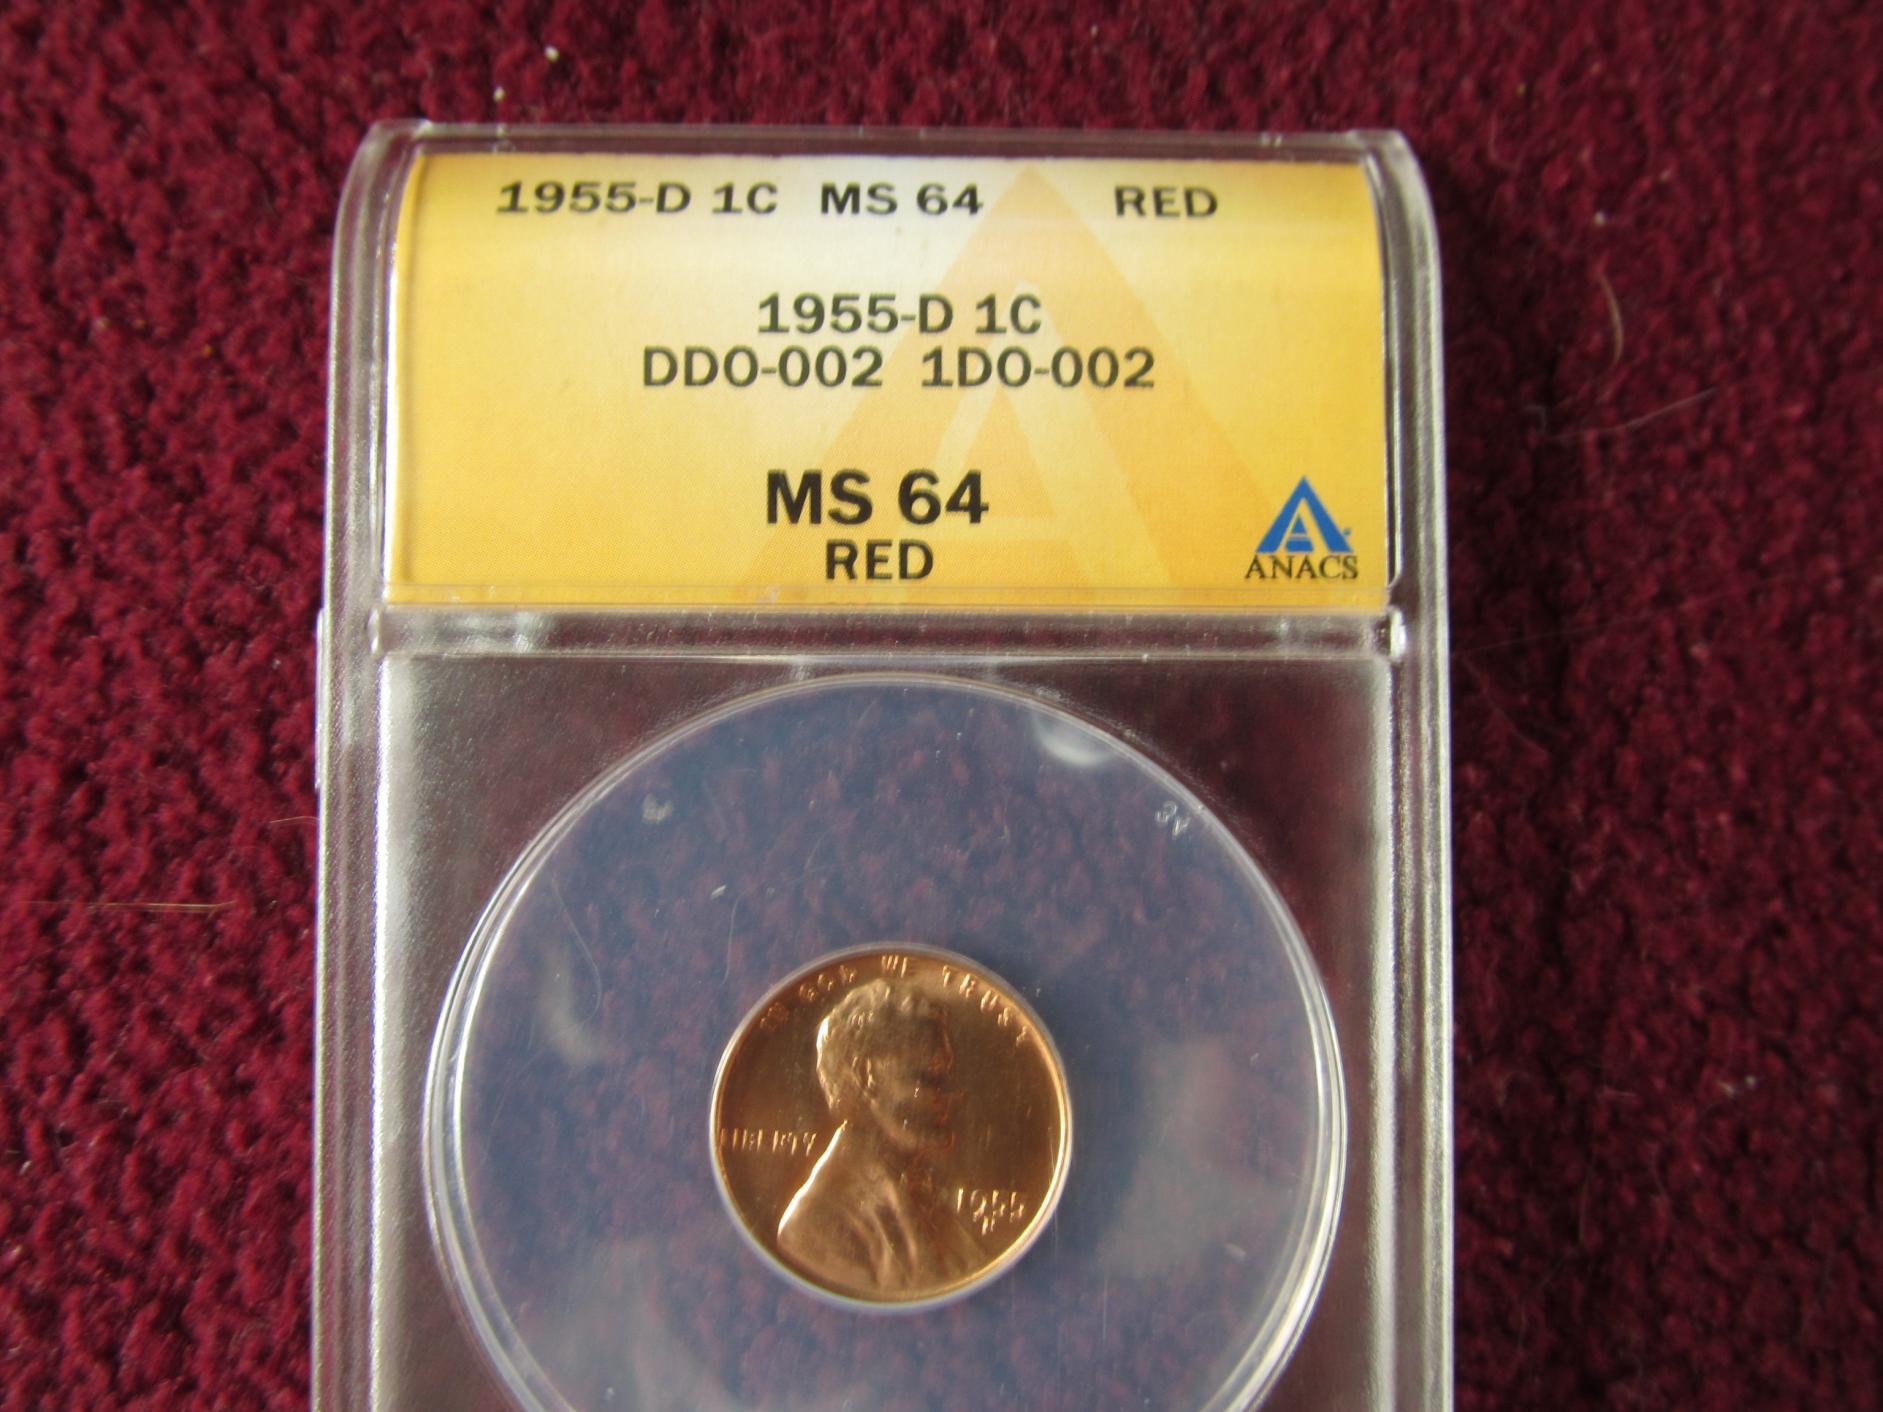 1955-D 1C MS 64 RED
1955-D 1C
DDO-002 1DO-002
MS 64
RED
ANACS
IN GOD WE TRUST
LIBERTY
1955
D